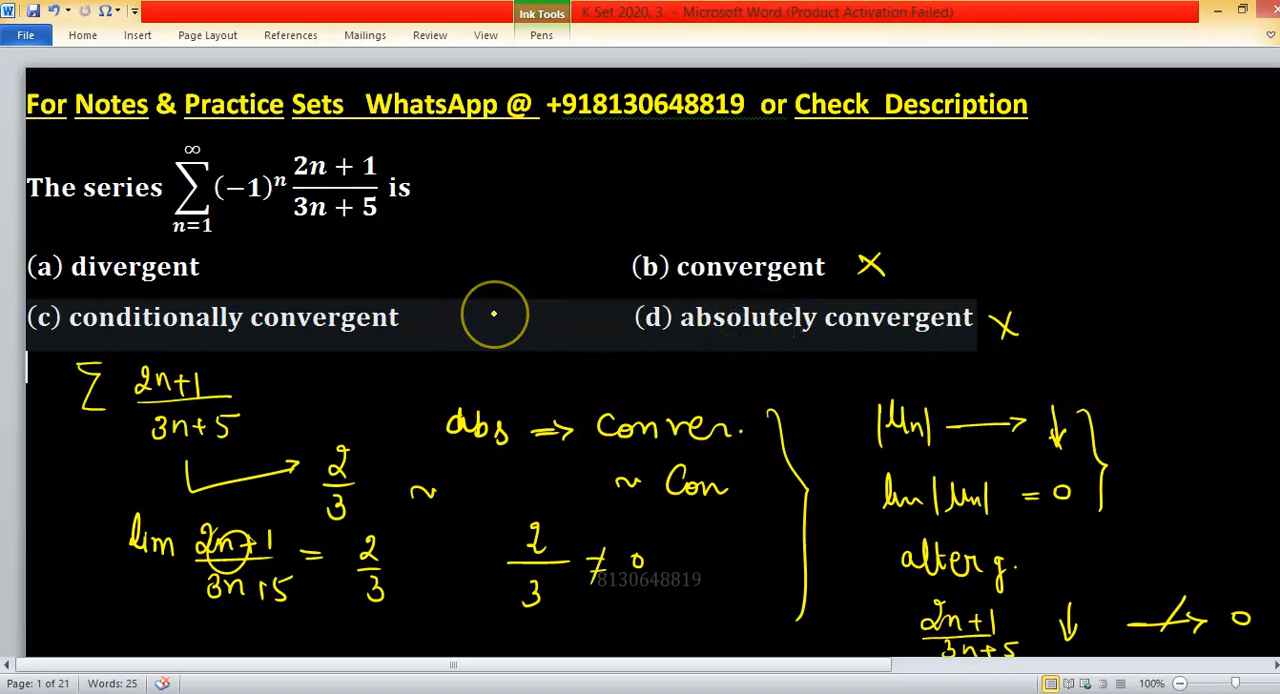 Ink Tools
K Set 2020, 3. - Microsoft Word (Product Activation Failed)
File Home Insert Page Layout References Mailings Review View Pens
For Notes & Practice Sets WhatsApp @ +918130648819 or Check Description
The series ∑_{n=1}^{∞} (−1)^n (2n + 1)/(3n + 5) is
(a) divergent (b) convergent ×
(c) conditionally convergent (d) absolutely convergent ×
Σ (2n+1)/(3n+5)
2/3 ~
lim (2n+1)/(3n+5) = 2/3
abs ⇒ conver.
~ Con
2/3 ≠ 0
8130648819
|Un| → ↓
lim |Un| = 0
alterg.
(2n+1)/(3n+5) ↓ ↛ 0
Page: 1 of 21 Words: 25 100%